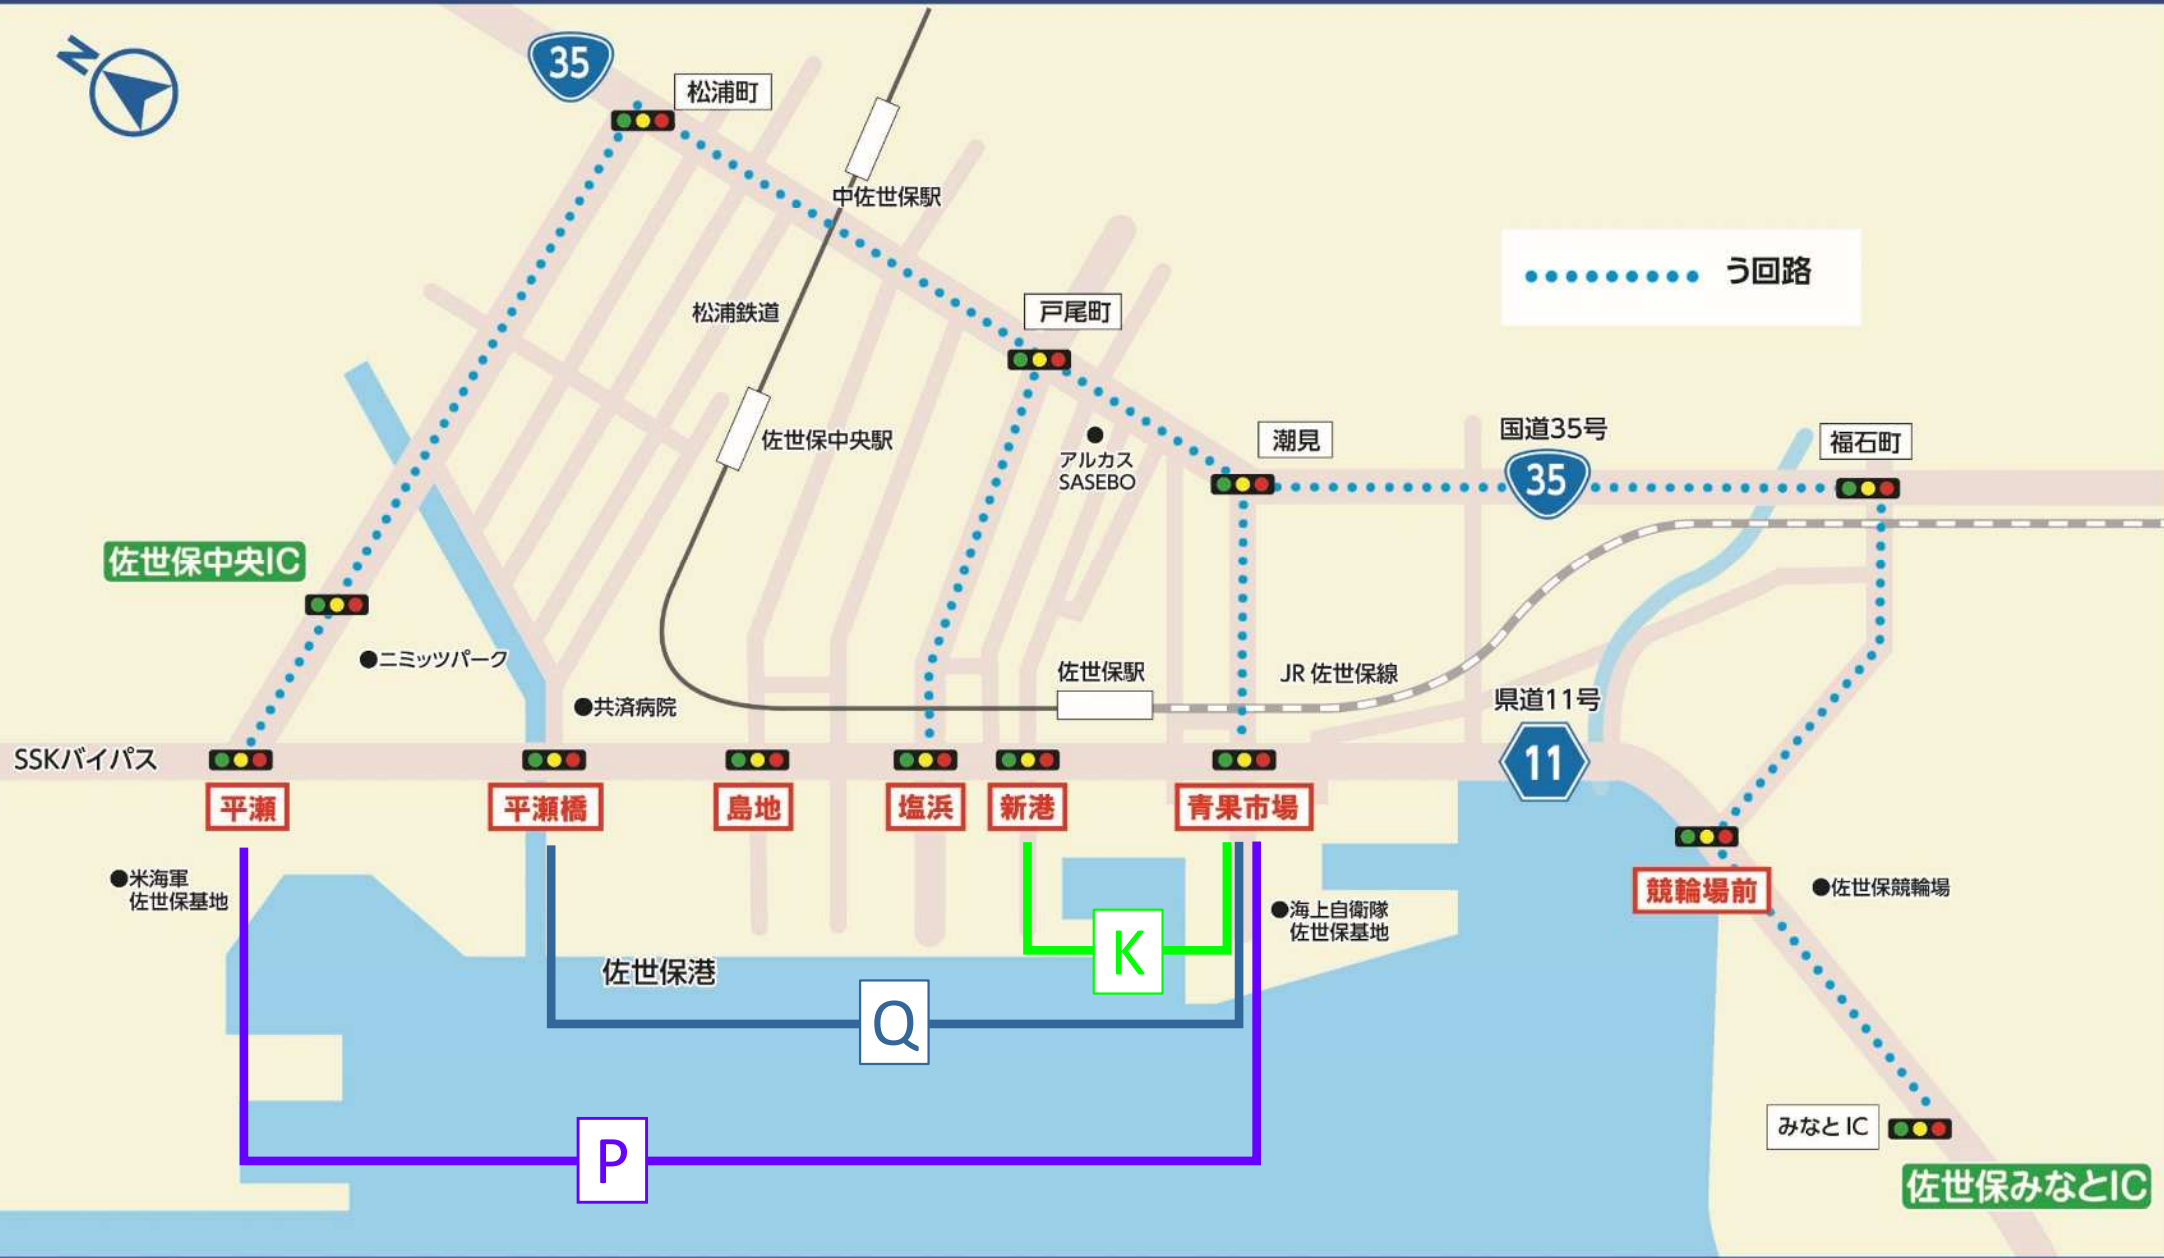 N
35
松浦町
中佐世保駅
う回路
松浦鉄道
戸尾町
佐世保中央駅
アルカス
SASEBO
潮見
国道35号
35
福石町
佐世保中央IC
ニミッツパーク
共済病院
佐世保駅
JR 佐世保線
県道11号
11
SSKバイパス
平瀬
平瀬橋
島地
塩浜
新港
青果市場
競輪場前
佐世保競輪場
米海軍
佐世保基地
海上自衛隊
佐世保基地
佐世保港
K
Q
P
みなとIC
佐世保みなとIC